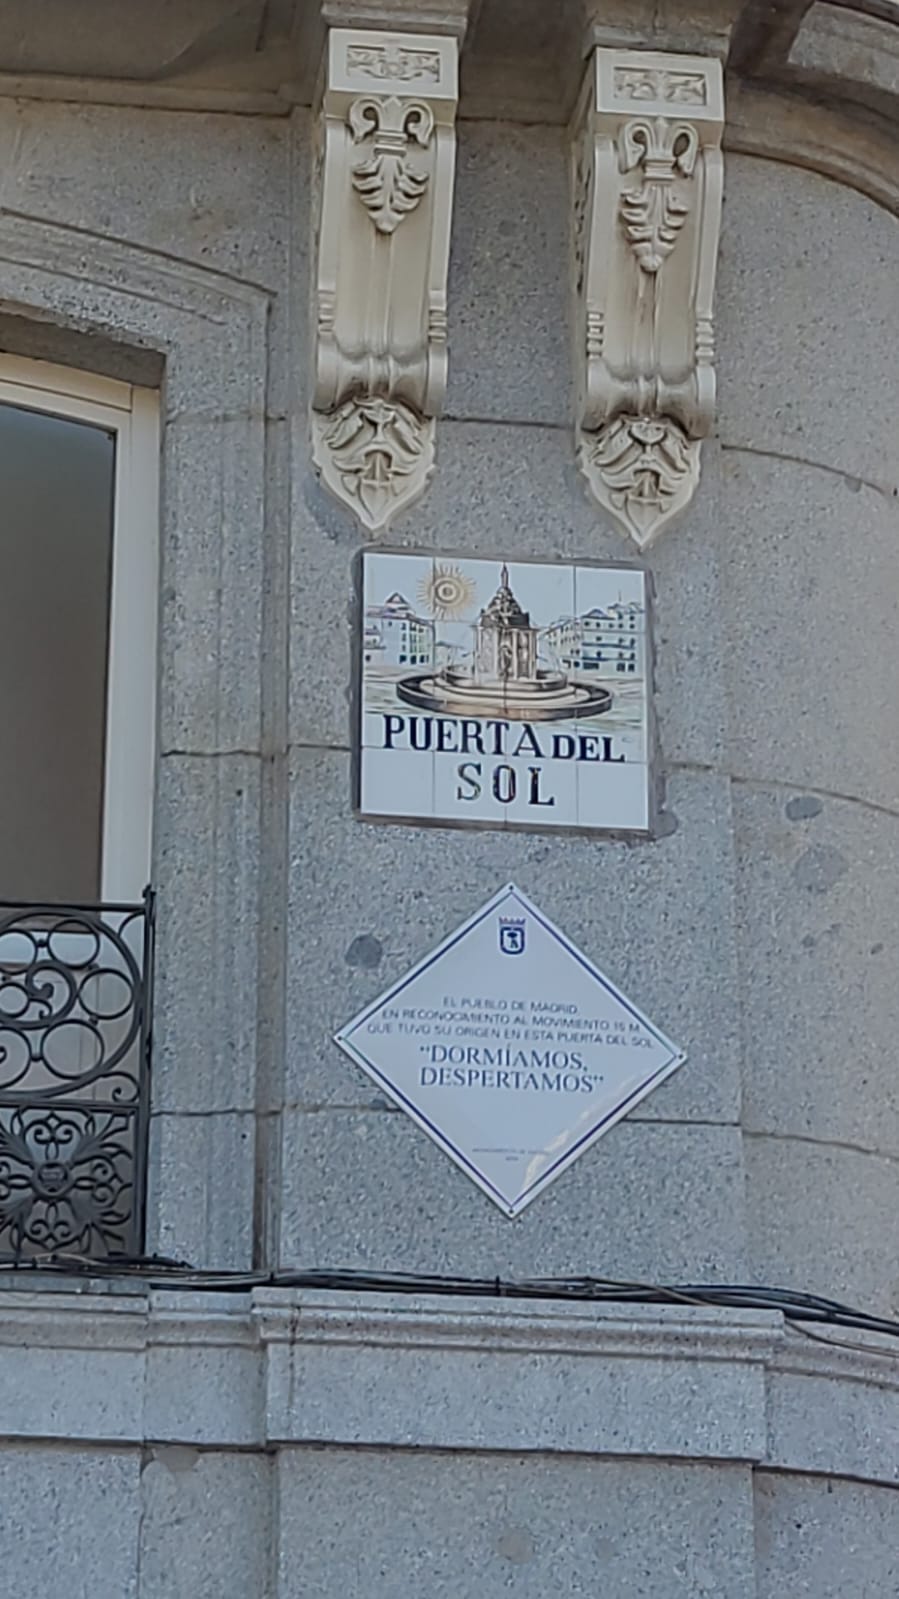 PUERTA DEL
SOL
EL PUEBLO DE MADRID
EN RECONOCIMIENTO AL MOVIMIENTO 15 M
QUE TUVO SU ORIGEN EN ESTA PUERTA DEL SOL
"DORMÍAMOS,
DESPERTAMOS"